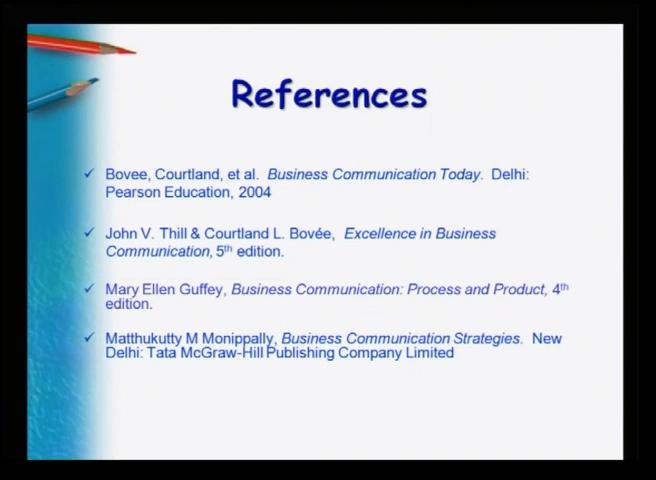 References
✓ Bovee, Courtland, et al. Business Communication Today. Delhi:
Pearson Education, 2004
✓ John V. Thill & Courtland L. Bovée, Excellence in Business
Communication, 5th edition.
✓ Mary Ellen Guffey, Business Communication: Process and Product, 4th
edition.
✓ Matthukutty M Monippally, Business Communication Strategies. New
Delhi: Tata McGraw-Hill Publishing Company Limited